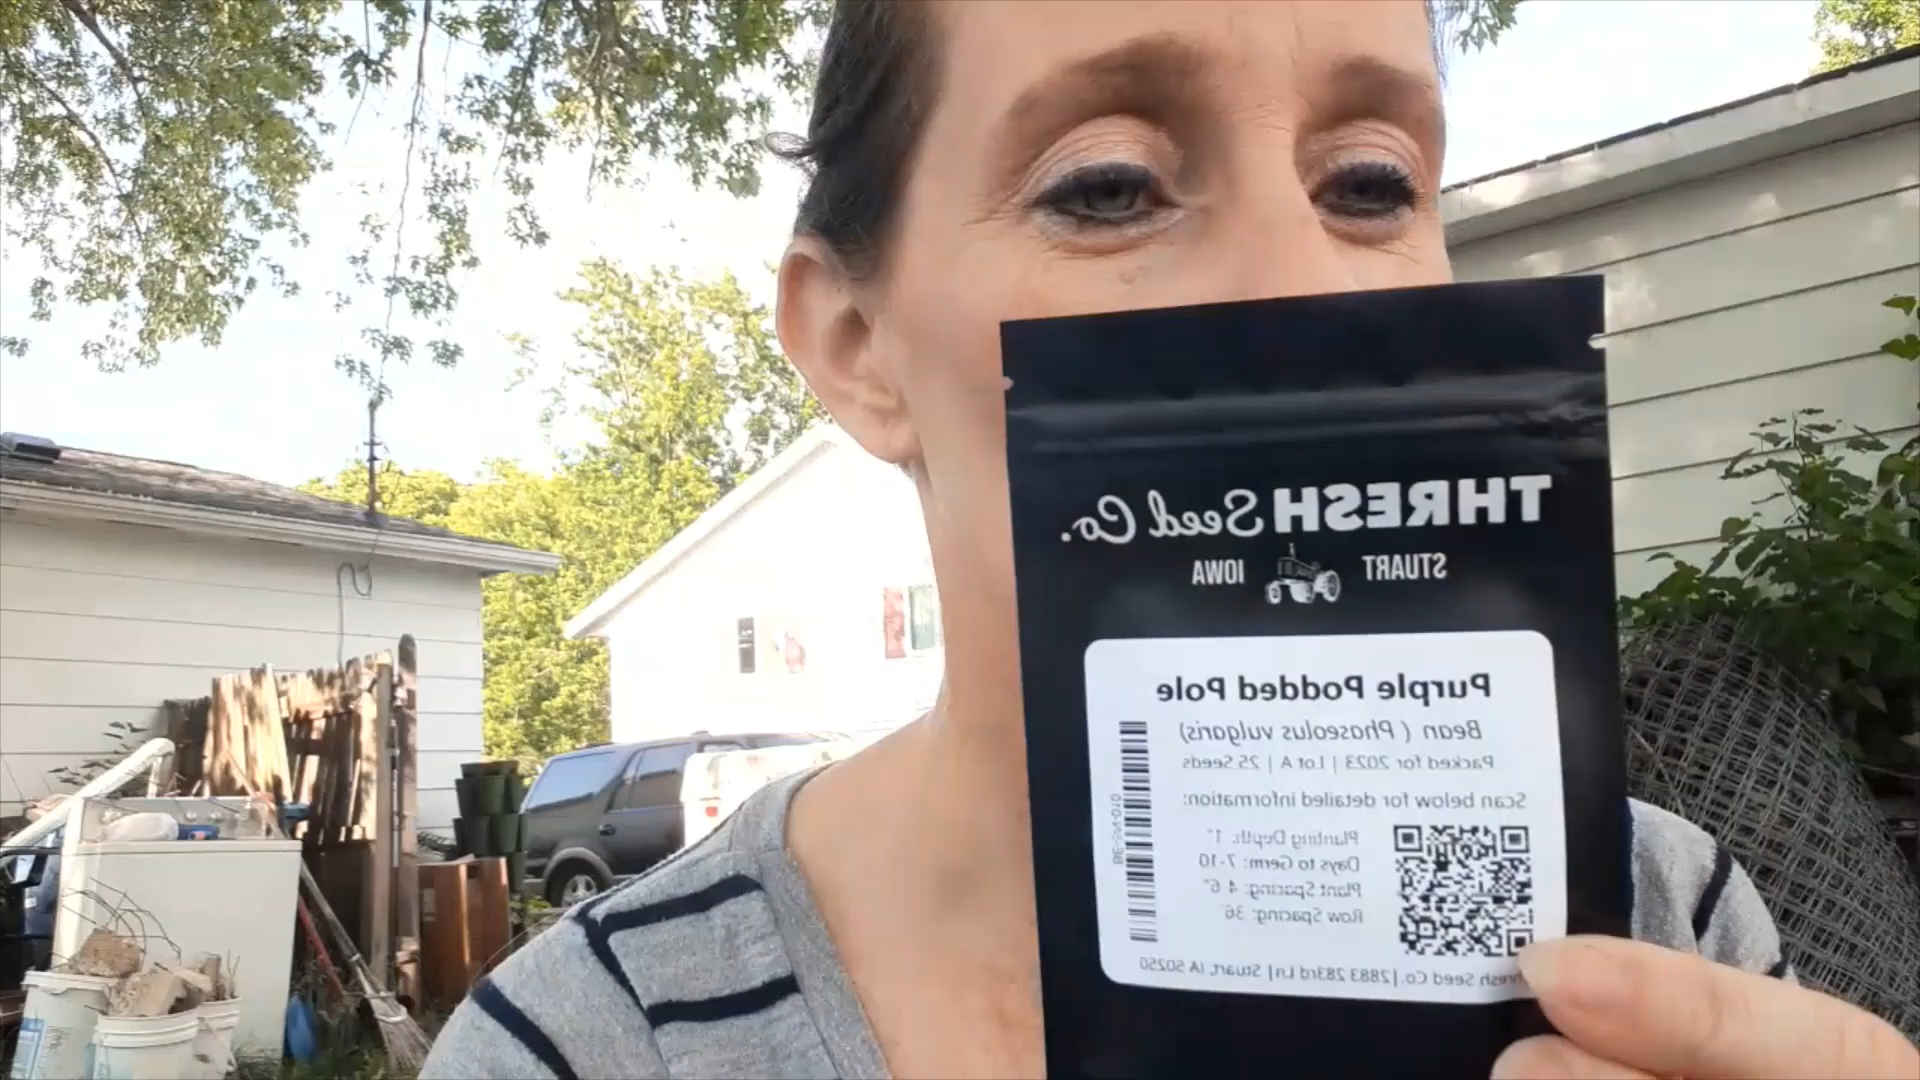 THRESH Seed Co.
STUART IOWA
Purple Podded Pole
Bean ( Phaseolus vulgaris)
Packed for 2023 | Lot A | 25 Seeds
Scan below for detailed information:
Planting Depth: 1"
Days to Germ: 7-10
Plant Spacing: 4 6"
Row Spacing: 36
Seed Co. | 2883 283rd Ln | Stuart, IA 50250